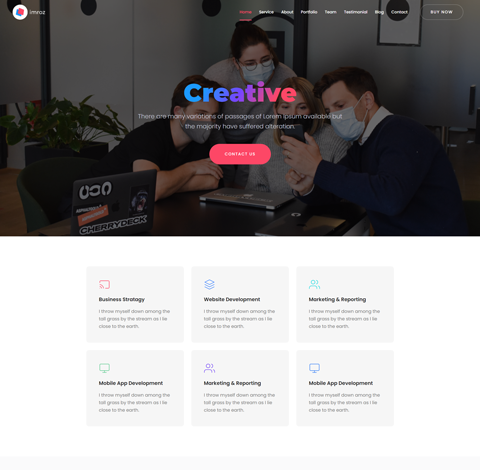 imroz
Home Service About Portfolio Team Testimonial Blog Contact BUY NOW
Creative
There are many variations of passages of Lorem Ipsum available but
the majority have suffered alteration.
CONTACT US
CHERRYDECK
Business Stratagy
I throw myself down among the
tall grass by the stream as I lie
close to the earth.
Website Development
I throw myself down among the
tall grass by the stream as I lie
close to the earth.
Marketing & Reporting
I throw myself down among the
tall grass by the stream as I lie
close to the earth.
Mobile App Development
I throw myself down among the
tall grass by the stream as I lie
close to the earth.
Marketing & Reporting
I throw myself down among the
tall grass by the stream as I lie
close to the earth.
Mobile App Development
I throw myself down among the
tall grass by the stream as I lie
close to the earth.